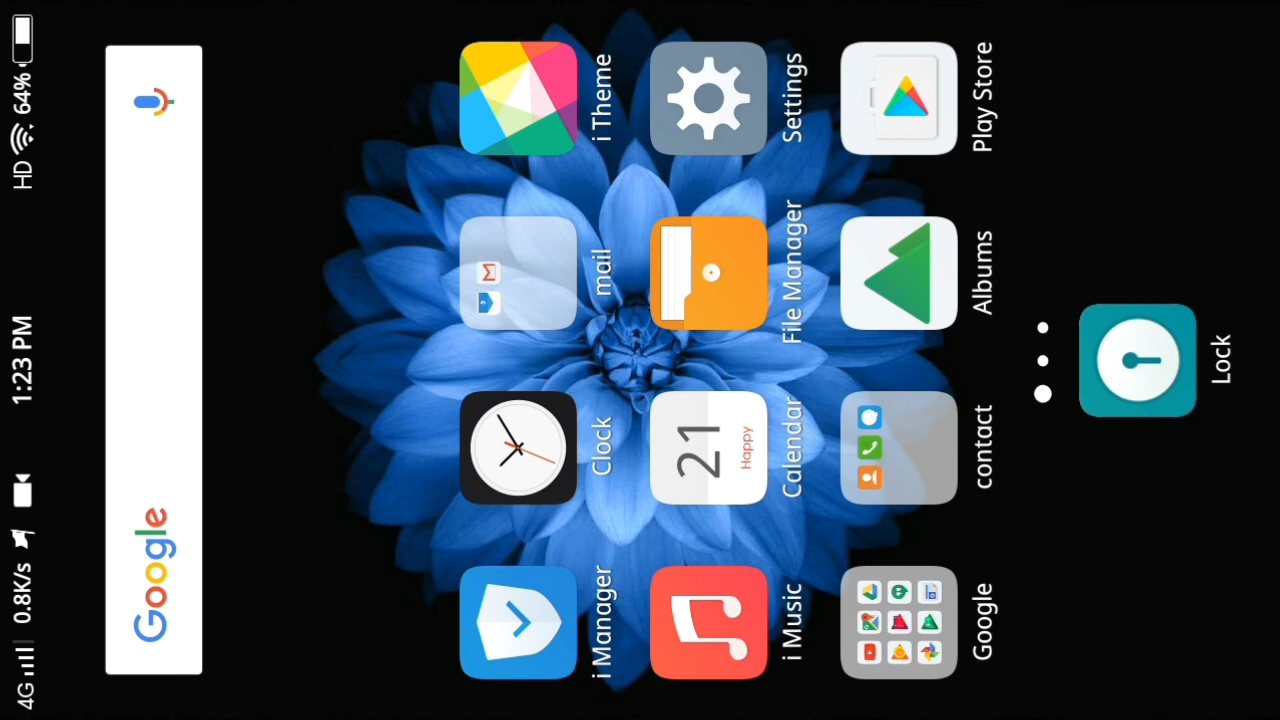 4G 0.8K/s 1:23 PM HD 64%
Google
i Manager Clock mail i Theme
21
Happy
i Music Calendar File Manager Settings
Google contact Albums Play Store
Lock